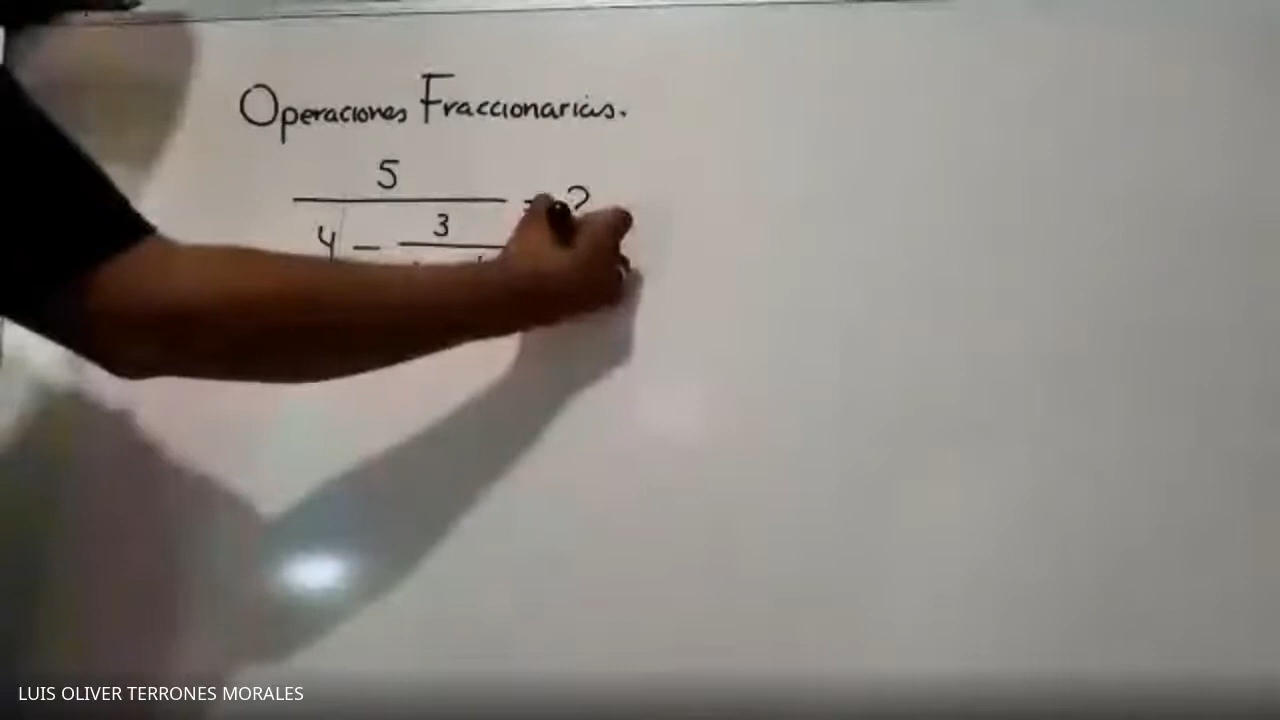 Operaciones Fraccionarias.
5
= ?
4 - 3
LUIS OLIVER TERRONES MORALES